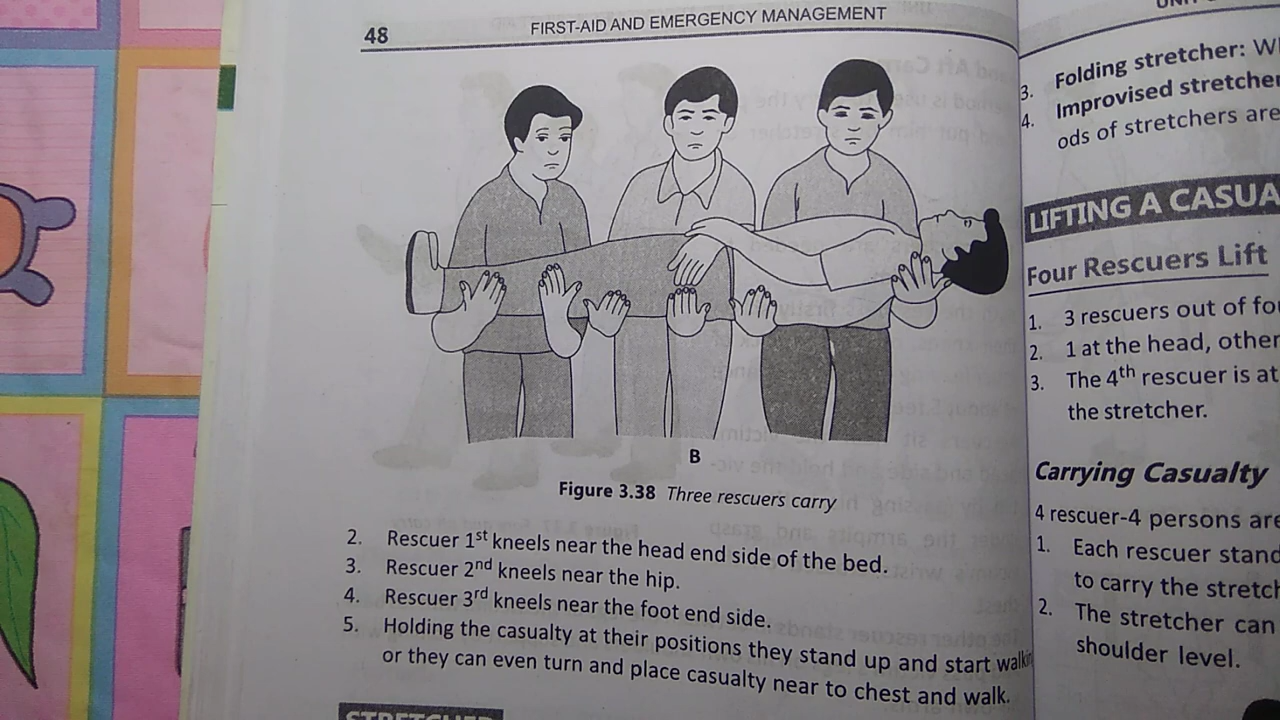 48
FIRST-AID AND EMERGENCY MANAGEMENT
B
Figure 3.38 Three rescuers carry
2. Rescuer 1st kneels near the head end side of the bed.
3. Rescuer 2nd kneels near the hip.
4. Rescuer 3rd kneels near the foot end side.
5. Holding the casualty at their positions they stand up and start
or they can even turn and place casualty near to chest and walk.
STRETCHER
3. Folding stretcher:
4. Improvised
ods of stretchers are
LIFTING A
Four Rescuers Lift
1. 3 rescuers out of
2. 1 at the head,
3. The 4th rescuer is at
the stretcher.
Carrying Casualty
4 rescuer-4 persons are
1. Each rescuer
to carry the
2. The stretcher can
shoulder level.